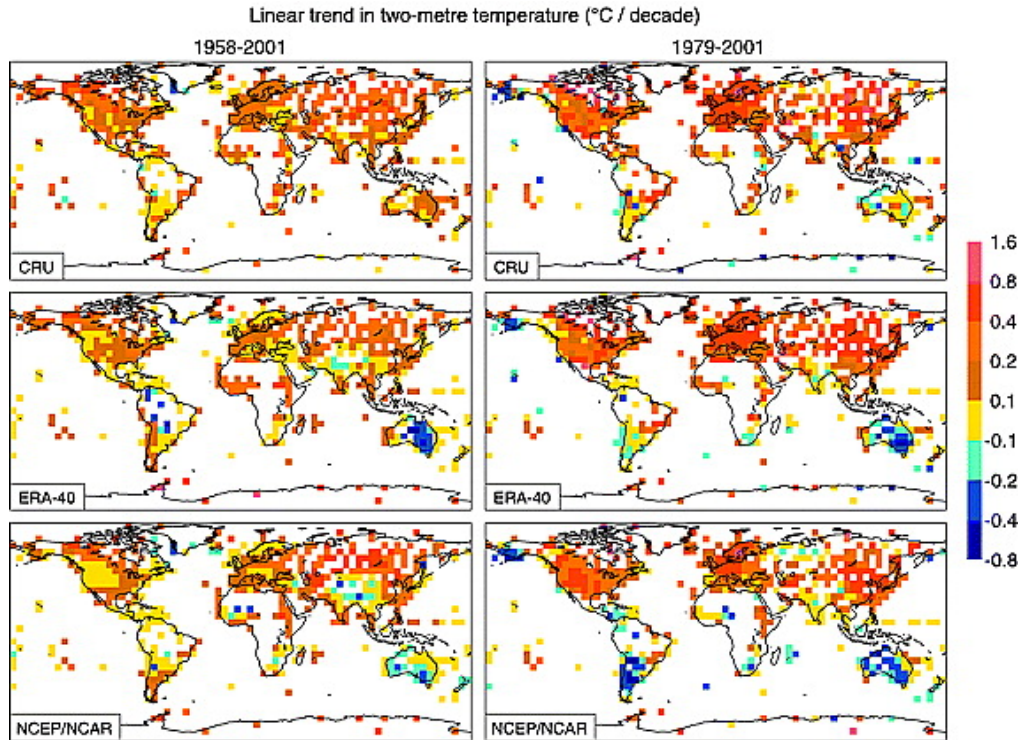 Linear trend in two-metre temperature (°C / decade)
1958-2001
1979-2001
CRU
CRU
1.6
0.8
0.4
0.2
0.1
-0.1
-0.2
-0.4
-0.8
ERA-40
ERA-40
NCEP/NCAR
NCEP/NCAR